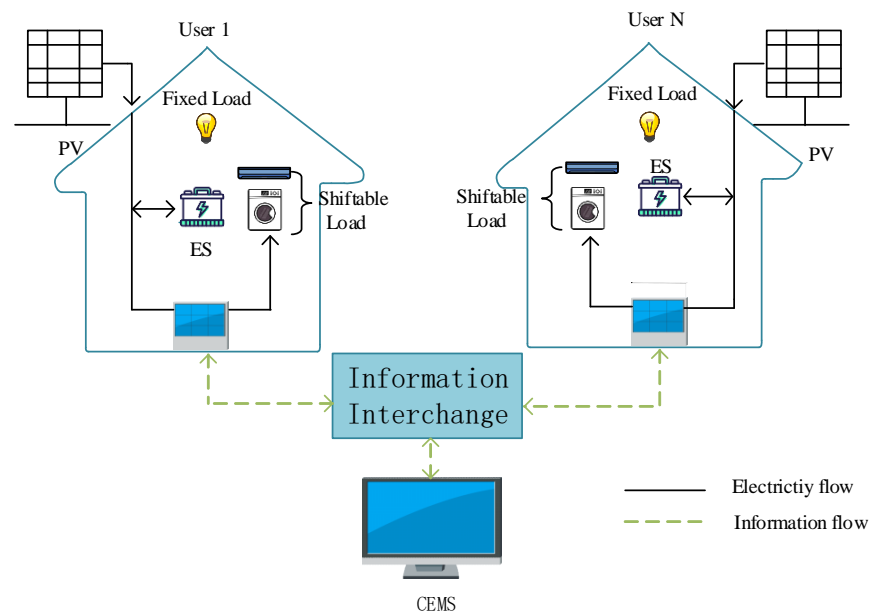 User 1
User N
Fixed Load
Fixed Load
PV
ES
PV
Shiftable
Load
Shiftable
Load
ES
Information
Interchange
Electrictiy flow
Information flow
CEMS